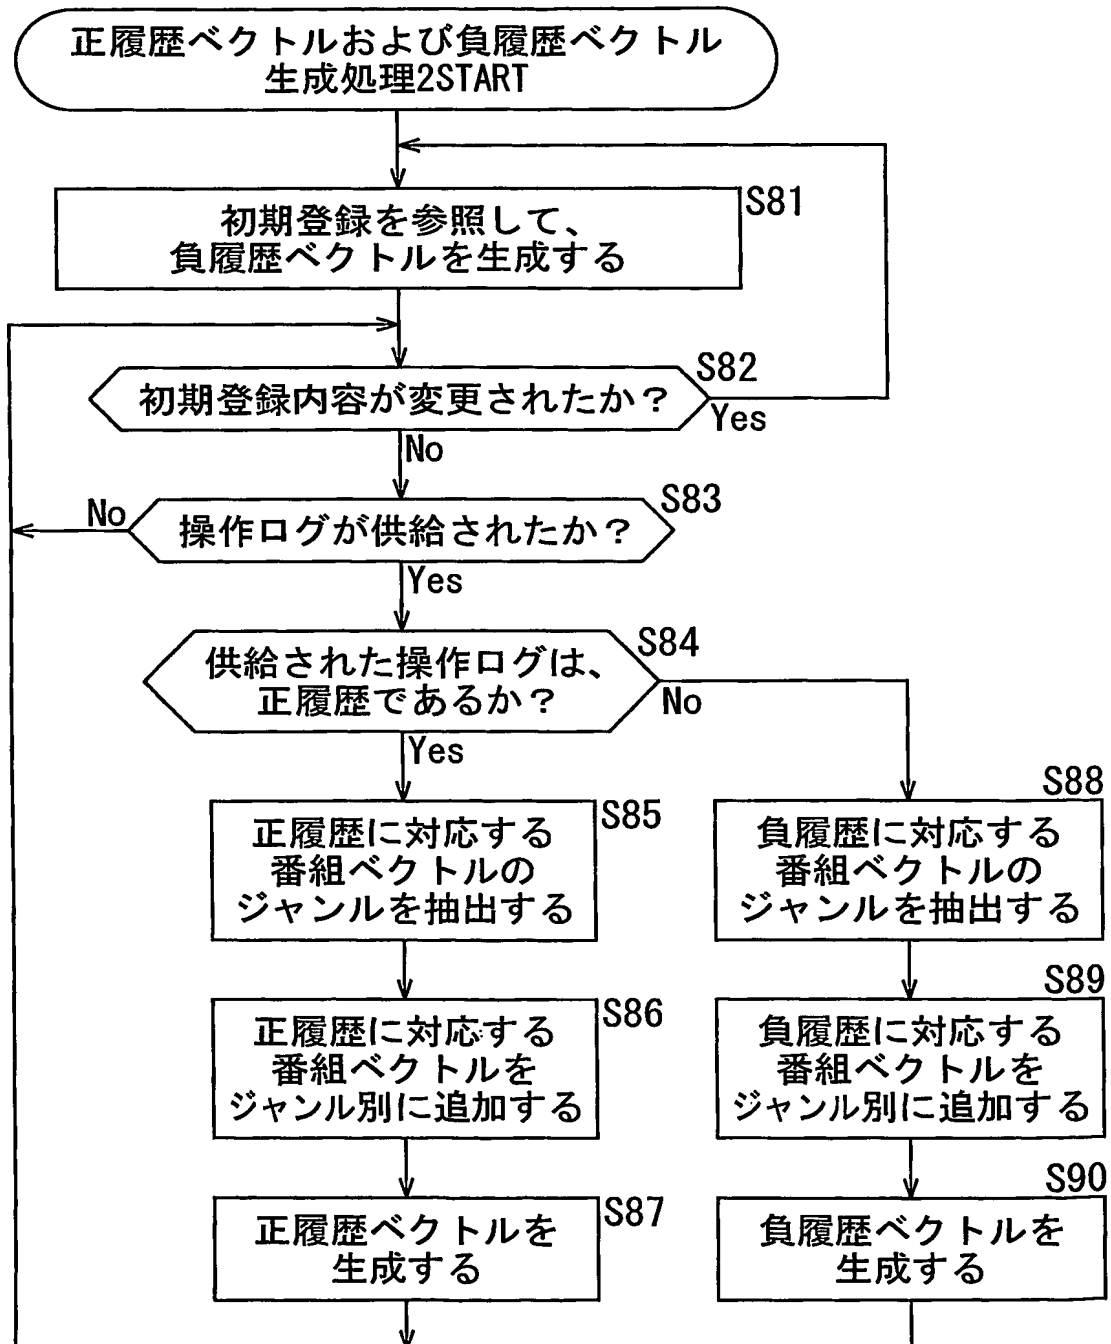 正履歴ベクトルおよび負履歴ベクトル
生成処理2START
S81
初期登録を参照して、
負履歴ベクトルを生成する
S82
初期登録内容が変更されたか？
Yes
No
S83
No
操作ログが供給されたか？
Yes
S84
供給された操作ログは、
正履歴であるか？
No
Yes
S85
正履歴に対応する
番組ベクトルの
ジャンルを抽出する
S88
負履歴に対応する
番組ベクトルの
ジャンルを抽出する
S86
正履歴に対応する
番組ベクトルを
ジャンル別に追加する
S89
負履歴に対応する
番組ベクトルを
ジャンル別に追加する
S87
正履歴ベクトルを
生成する
S90
負履歴ベクトルを
生成する